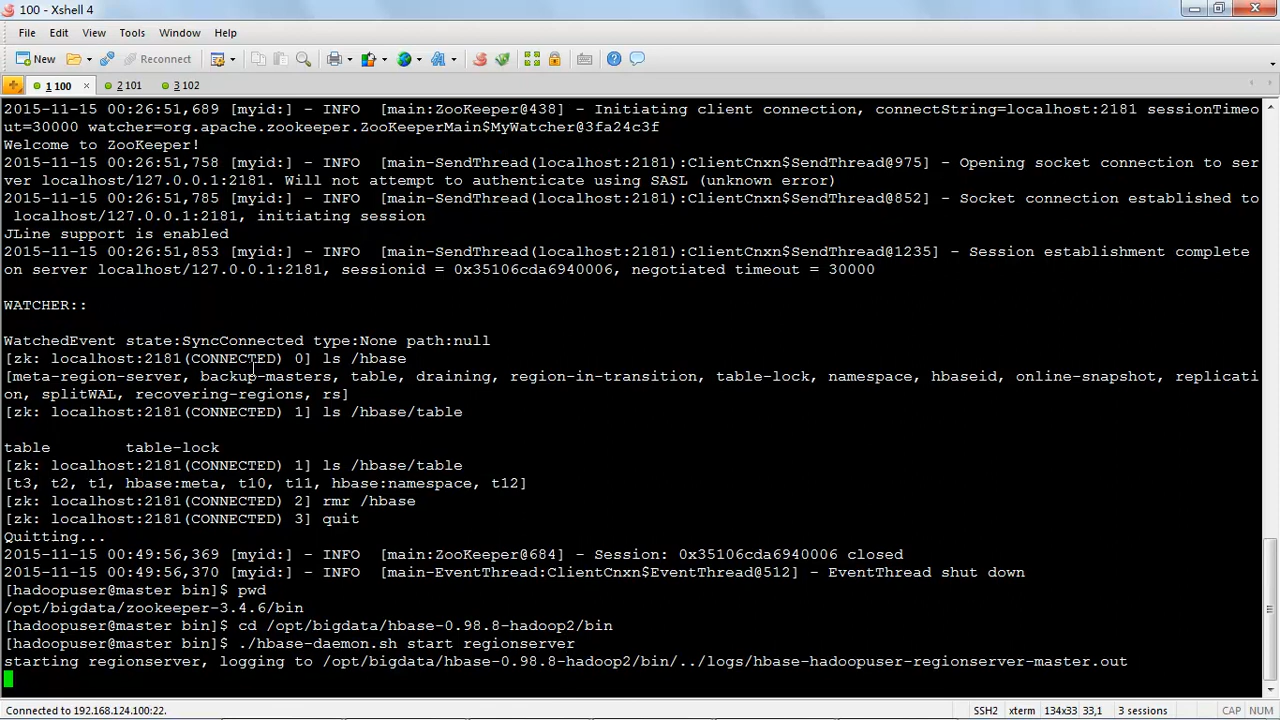 100 - Xshell 4
File Edit View Tools Window Help
New Reconnect
1 100 × 2 101 3 102
2015-11-15 00:26:51,689 [myid:] - INFO  [main:ZooKeeper@438] - Initiating client connection, connectString=localhost:2181 sessionTimeo
ut=30000 watcher=org.apache.zookeeper.ZooKeeperMain$MyWatcher@3fa24c3f
Welcome to ZooKeeper!
2015-11-15 00:26:51,758 [myid:] - INFO  [main-SendThread(localhost:2181):ClientCnxn$SendThread@975] - Opening socket connection to ser
ver localhost/127.0.0.1:2181. Will not attempt to authenticate using SASL (unknown error)
2015-11-15 00:26:51,785 [myid:] - INFO  [main-SendThread(localhost:2181):ClientCnxn$SendThread@852] - Socket connection established to
 localhost/127.0.0.1:2181, initiating session
JLine support is enabled
2015-11-15 00:26:51,853 [myid:] - INFO  [main-SendThread(localhost:2181):ClientCnxn$SendThread@1235] - Session establishment complete
on server localhost/127.0.0.1:2181, sessionid = 0x35106cda6940006, negotiated timeout = 30000
WATCHER::
WatchedEvent state:SyncConnected type:None path:null
[zk: localhost:2181(CONNECTED) 0] ls /hbase
[meta-region-server, backup-masters, table, draining, region-in-transition, table-lock, namespace, hbaseid, online-snapshot, replicati
on, splitWAL, recovering-regions, rs]
[zk: localhost:2181(CONNECTED) 1] ls /hbase/table
table        table-lock
[zk: localhost:2181(CONNECTED) 1] ls /hbase/table
[t3, t2, t1, hbase:meta, t10, t11, hbase:namespace, t12]
[zk: localhost:2181(CONNECTED) 2] rmr /hbase
[zk: localhost:2181(CONNECTED) 3] quit
Quitting...
2015-11-15 00:49:56,369 [myid:] - INFO  [main:ZooKeeper@684] - Session: 0x35106cda6940006 closed
2015-11-15 00:49:56,370 [myid:] - INFO  [main-EventThread:ClientCnxn$EventThread@512] - EventThread shut down
[hadoopuser@master bin]$ pwd
/opt/bigdata/zookeeper-3.4.6/bin
[hadoopuser@master bin]$ cd /opt/bigdata/hbase-0.98.8-hadoop2/bin
[hadoopuser@master bin]$ ./hbase-daemon.sh start regionserver
starting regionserver, logging to /opt/bigdata/hbase-0.98.8-hadoop2/bin/../logs/hbase-hadoopuser-regionserver-master.out
Connected to 192.168.124.100:22. SSH2 xterm 134x33 33,1 3 sessions CAP NUM